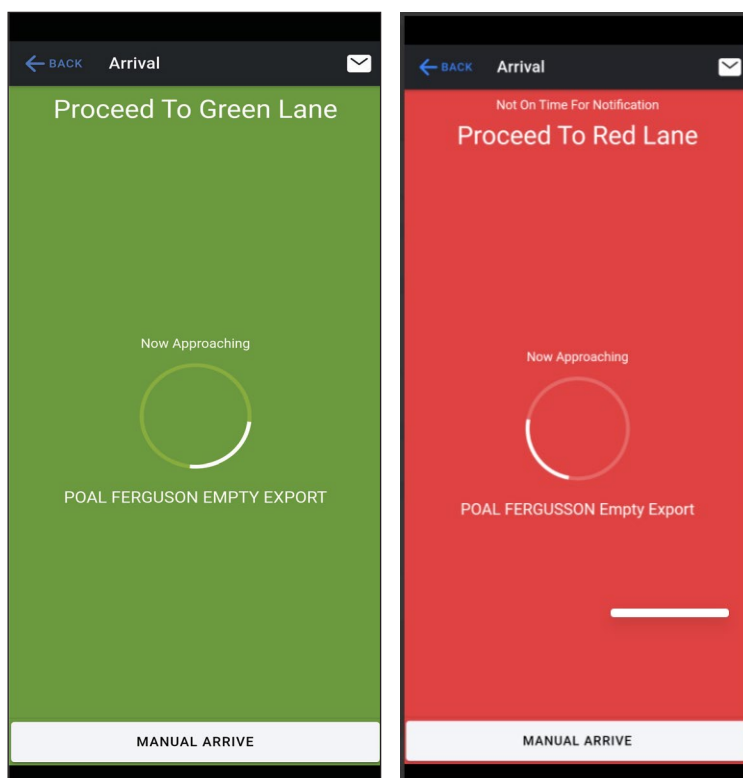 BACK Arrival
Proceed To Green Lane
Now Approaching
POAL FERGUSON EMPTY EXPORT
MANUAL ARRIVE
BACK Arrival
Not On Time For Notification
Proceed To Red Lane
Now Approaching
POAL FERGUSSON Empty Export
MANUAL ARRIVE